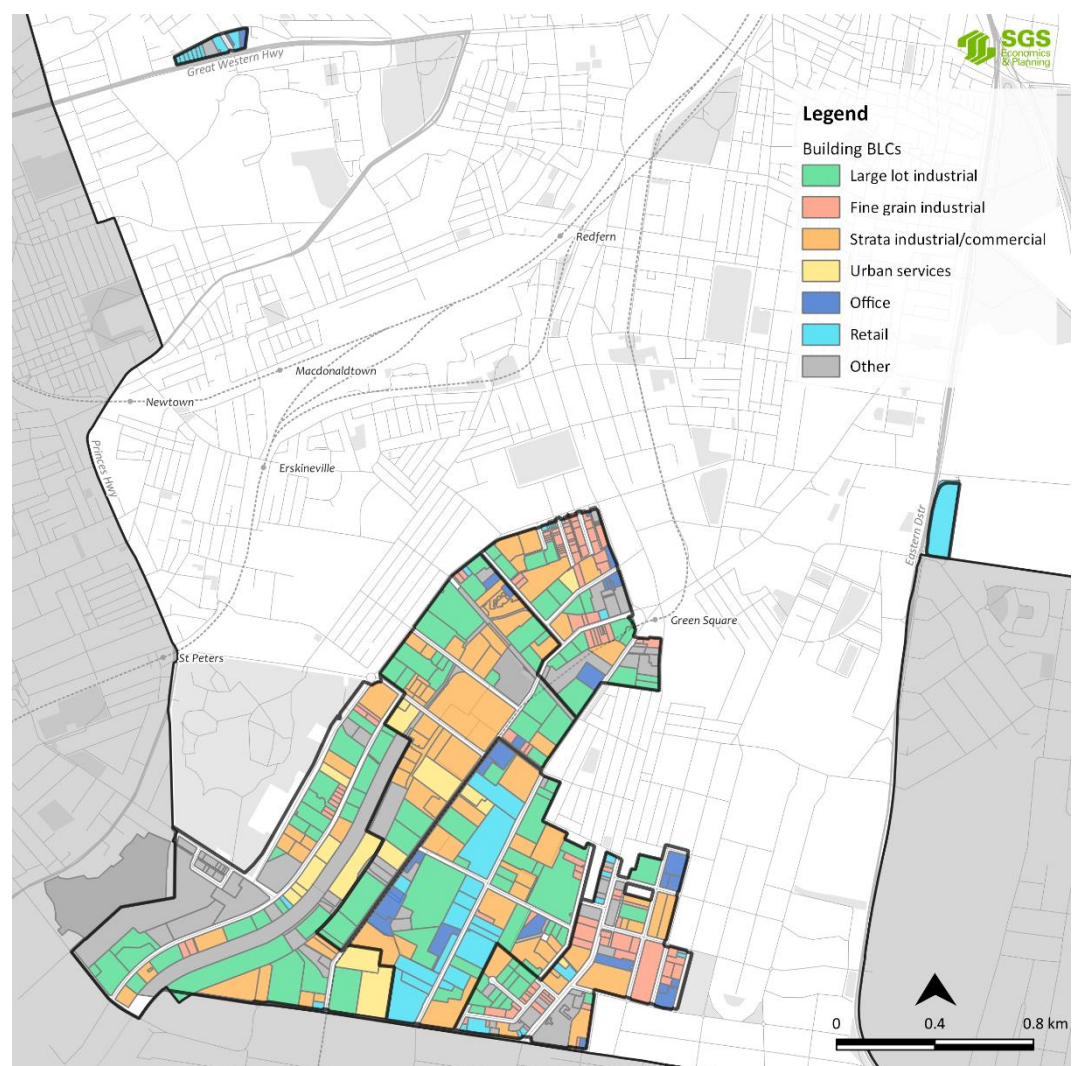 Great Western Hwy
SGS
Economics
& Planning
Legend
Building BLCs
Large lot industrial
Fine grain industrial
Strata industrial/commercial
Urban services
Office
Retail
Other
Redfern
Macdonaldtown
Newtown
Princes Hwy
Erskineville
Eastern Dstr
Green Square
St Peters
0 0.4 0.8 km